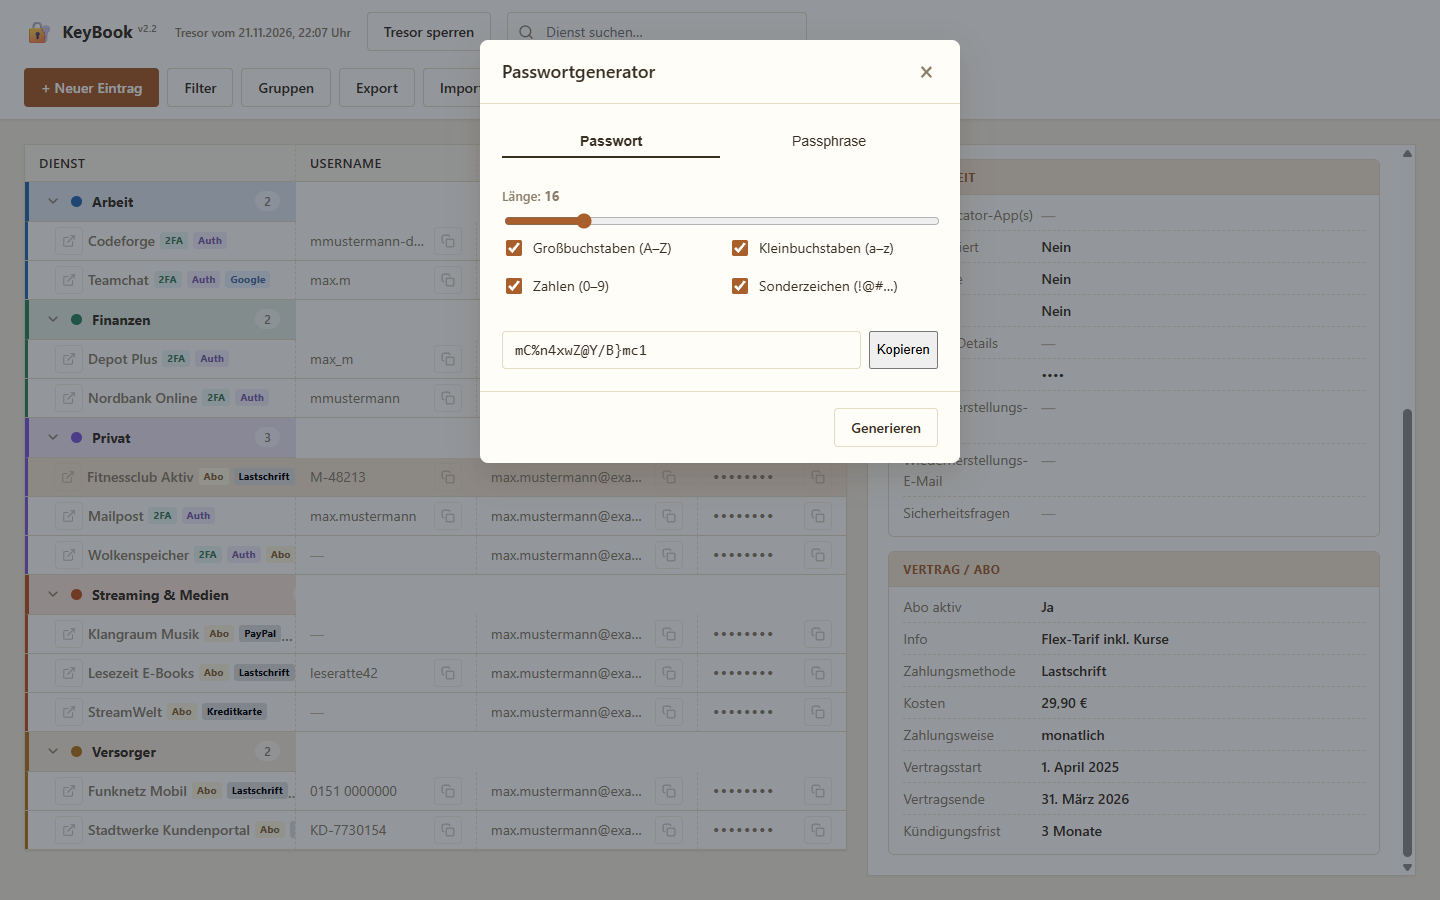 KeyBook v2.2 Tresor vom 21.11.2026, 22:07 Uhr Tresor sperren Dienst suchen...
+ Neuer Eintrag Filter Gruppen Export Impor
Passwortgenerator ×
Passwort Passphrase
Länge: 16
Großbuchstaben (A–Z) Kleinbuchstaben (a–z)
Zahlen (0–9) Sonderzeichen (!@#...)
mC%n4xwZ@Y/B}mc1 Kopieren
Generieren
DIENST USERNAME
Arbeit 2
Codeforge 2FA Auth mmustermann-d...
Teamchat 2FA Auth Google max.m
Finanzen 2
Depot Plus 2FA Auth max_m
Nordbank Online 2FA Auth mmustermann
Privat 3
Fitnessclub Aktiv Abo Lastschrift M-48213 max.mustermann@exa... ••••••••
Mailpost 2FA Auth max.mustermann max.mustermann@exa... ••••••••
Wolkenspeicher 2FA Auth Abo — max.mustermann@exa... ••••••••
Streaming & Medien
Klangraum Musik Abo PayPal ... — max.mustermann@exa... ••••••••
Lesezeit E-Books Abo Lastschrift leseratte42 max.mustermann@exa... ••••••••
StreamWelt Abo Kreditkarte — max.mustermann@exa... ••••••••
Versorger 2
Funknetz Mobil Abo Lastschrift 0151 0000000 max.mustermann@exa... ••••••••
Stadtwerke Kundenportal Abo KD-7730154 max.mustermann@exa... ••••••••
EIT
cator-App(s) —
iert Nein
e Nein
Nein
Details —
••••
erstellungs- —
Wiederherstellungs- —
E-Mail
Sicherheitsfragen —
VERTRAG / ABO
Abo aktiv Ja
Info Flex-Tarif inkl. Kurse
Zahlungsmethode Lastschrift
Kosten 29,90 €
Zahlungsweise monatlich
Vertragsstart 1. April 2025
Vertragsende 31. März 2026
Kündigungsfrist 3 Monate